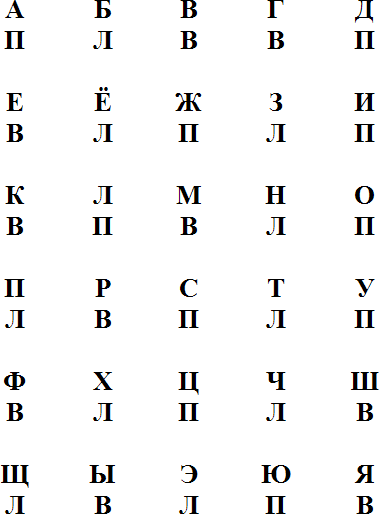 А Б В Г Д
П Л В В П
Е Ё Ж З И
В Л П Л П
К Л М Н О
В П В Л П
П Р С Т У
Л В П Л П
Ф Х Ц Ч Ш
В Л П Л В
Щ Ы Э Ю Я
Л В Л П В